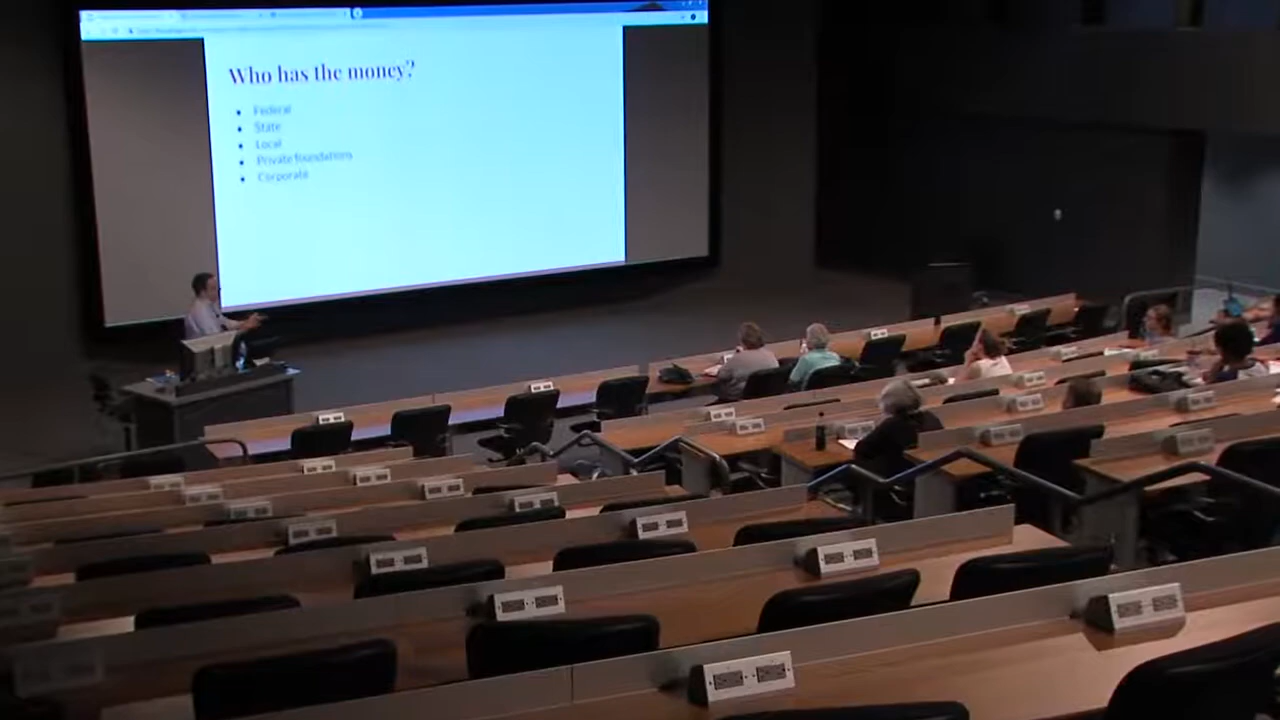 Who has the money?
Federal
State
Local
Private foundations
Corporate